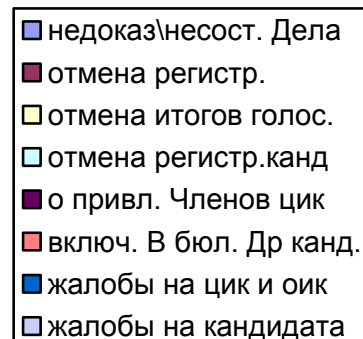 недоказ\несост. Дела
отмена регистр.
отмена итогов голос.
отмена регистр.канд
о привл. Членов цик
включ. В бюл. Др канд.
жалобы на цик и оик
жалобы на кандидата